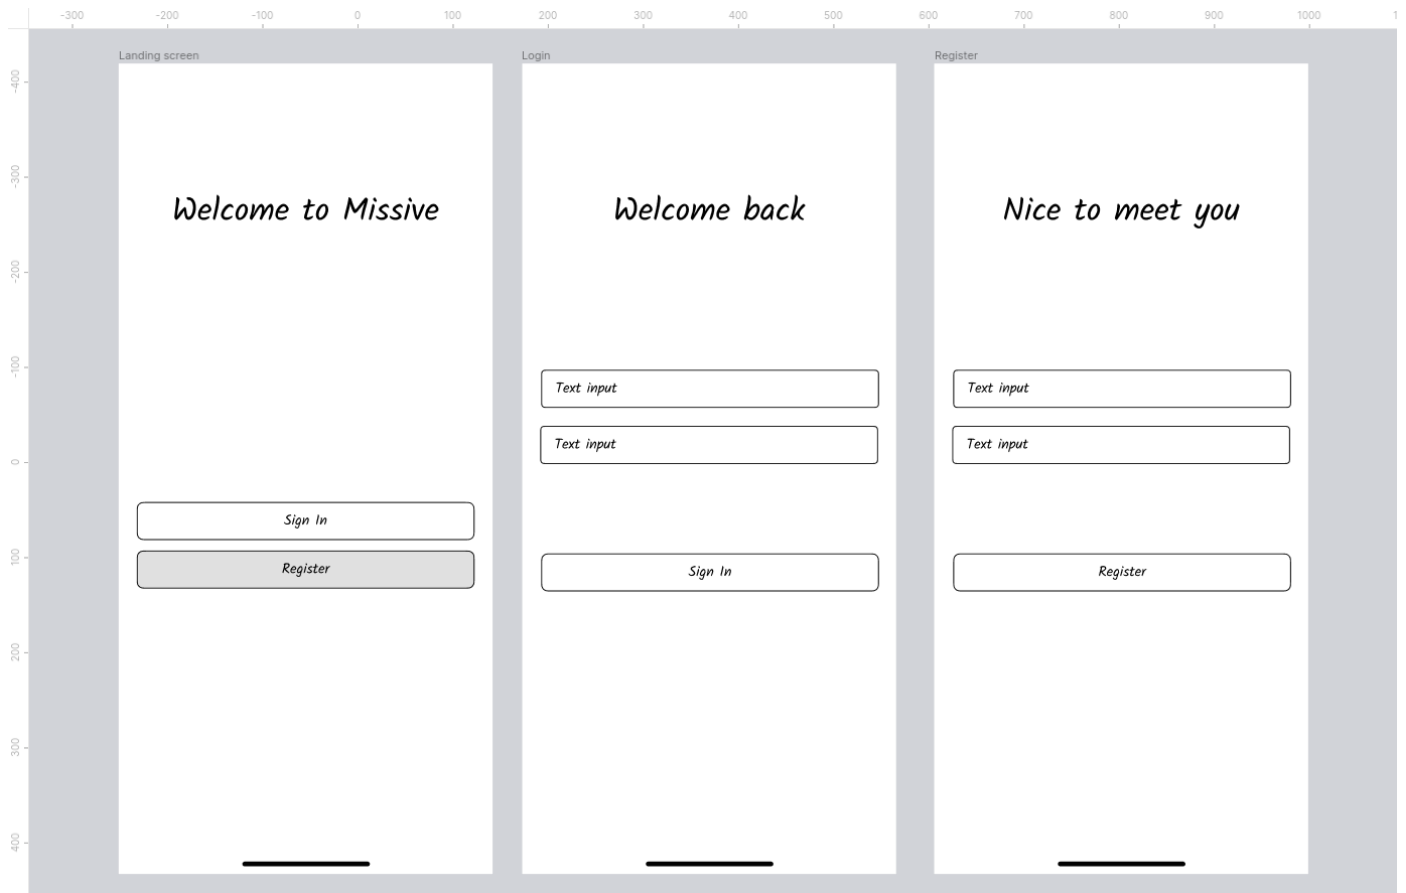 -300 -200 -100 0 100 200 300 400 500 600 700 800 900 1000 1
-400
-300
-200
-100
0
100
200
300
400
Landing screen
Welcome to Missive
Sign In
Register
Login
Welcome back
Text input
Text input
Sign In
Register
Nice to meet you
Text input
Text input
Register